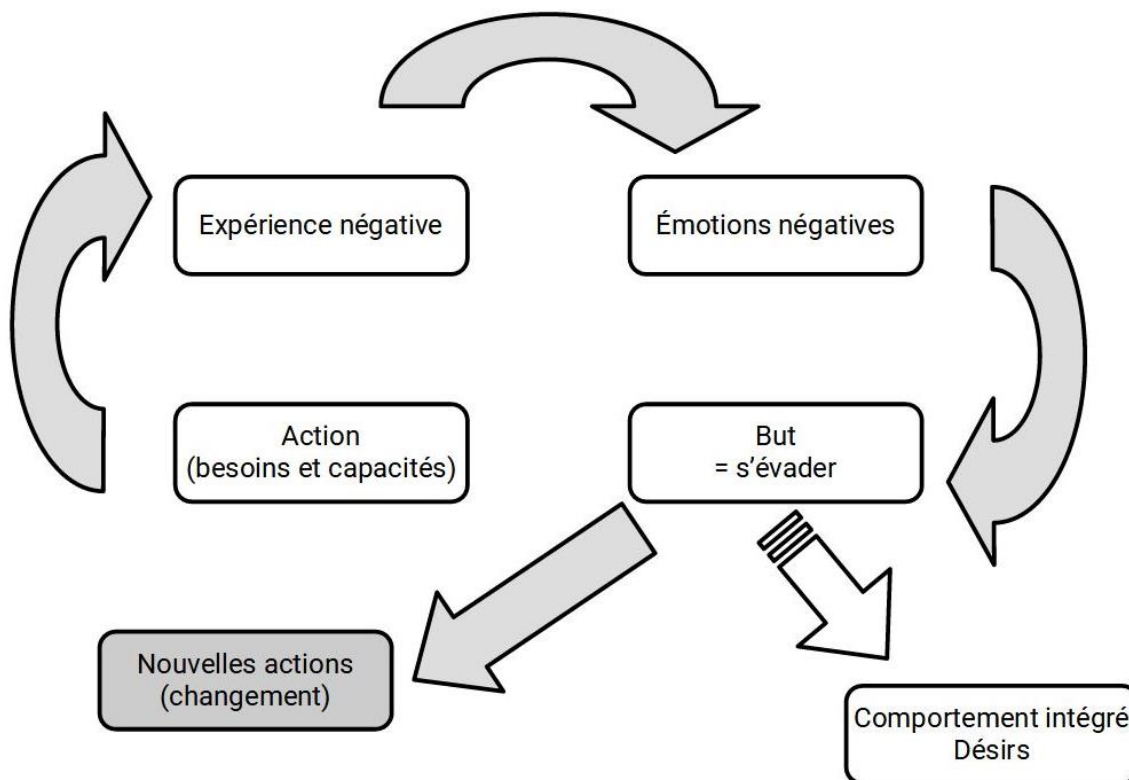 Expérience négative
Émotions négatives
Action
(besoins et capacités)
But
= s’évader
Nouvelles actions
(changement)
Comportement intégré
Désirs